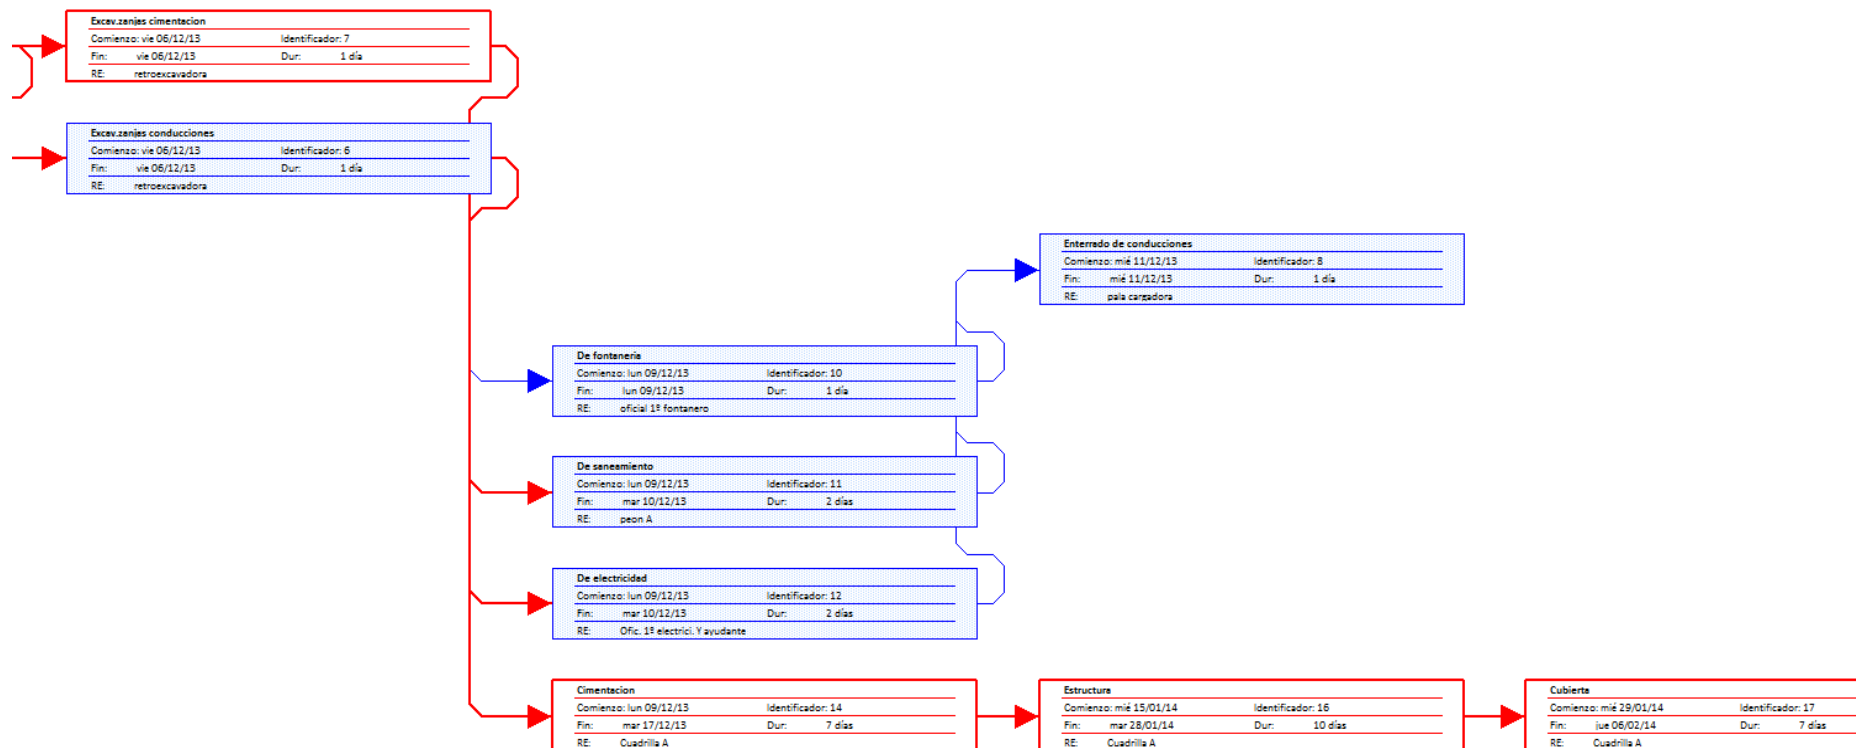 Excav.zanjas cimentacion
Comienzo: vie 06/12/13 Identificador: 7
Fin: vie 06/12/13 Dur: 1 día
RE: retroexcavadora
Excav.zanjas conducciones
Comienzo: vie 06/12/13 Identificador: 6
Fin: vie 06/12/13 Dur: 1 día
RE: retroexcavadora
Enterrado de conducciones
Comienzo: mié 11/12/13 Identificador: 8
Fin: mié 11/12/13 Dur: 1 día
RE: pala cargadora
De fontaneria
Comienzo: lun 09/12/13 Identificador: 10
Fin: lun 09/12/13 Dur: 1 día
RE: oficial 1ª fontanero
De saneamiento
Comienzo: lun 09/12/13 Identificador: 11
Fin: mar 10/12/13 Dur: 2 días
RE: peon A
De electricidad
Comienzo: lun 09/12/13 Identificador: 12
Fin: mar 10/12/13 Dur: 2 días
RE: Ofic. 1ª electrici. Y ayudante
Cimentacion
Comienzo: lun 09/12/13 Identificador: 14
Fin: mar 17/12/13 Dur: 7 días
RE: Cuadrilla A
Estructura
Comienzo: mié 15/01/14 Identificador: 16
Fin: mar 28/01/14 Dur: 10 días
RE: Cuadrilla A
Cubierta
Comienzo: mié 29/01/14 Identificador: 17
Fin: jue 06/02/14 Dur: 7 días
RE: Cuadrilla A